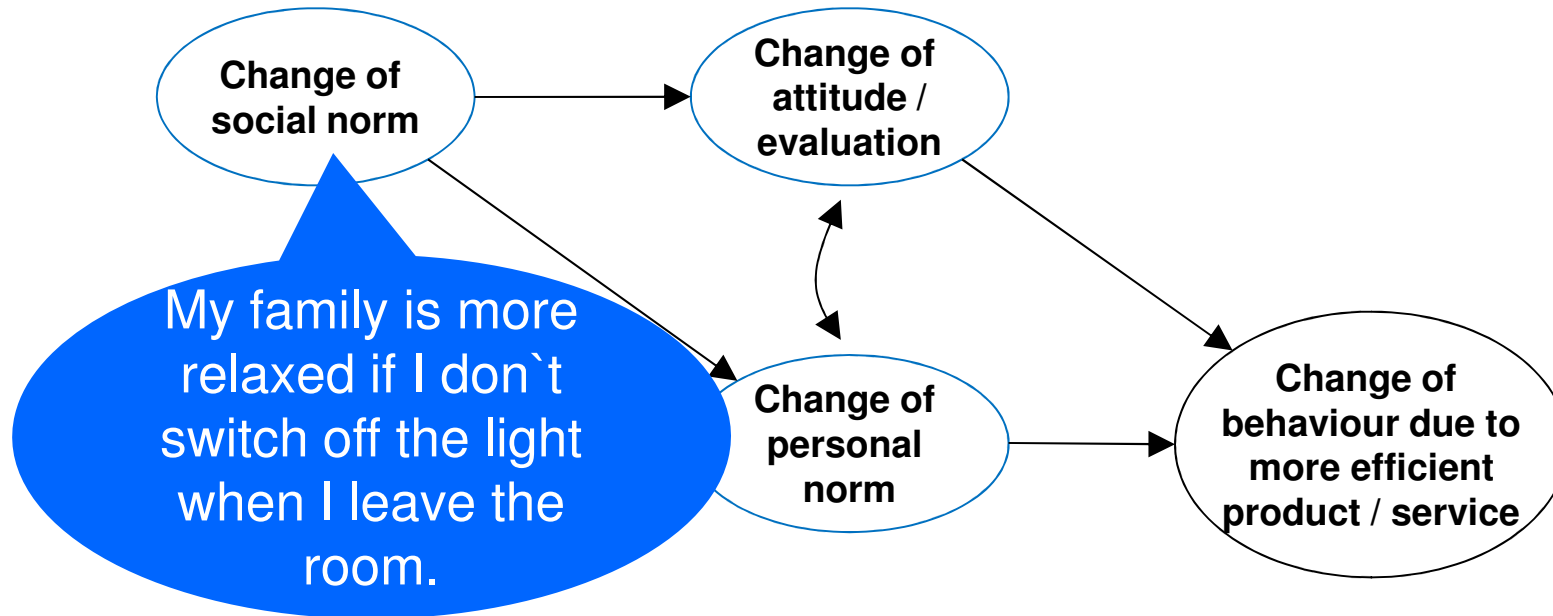 Change of
social norm
Change of
attitude /
evaluation
My family is more
relaxed if I don`t
switch off the light
when I leave the
room.
Change of
personal
norm
Change of
behaviour due to
more efficient
product / service